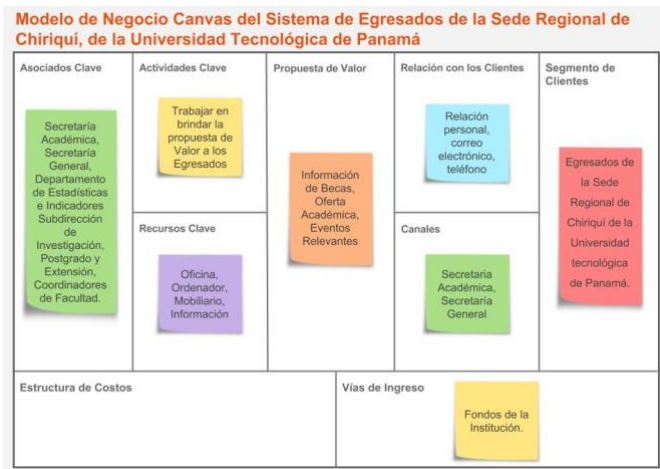 Modelo de Negocio Canvas del Sistema de Egresados de la Sede Regional de
Chiriquí, de la Universidad Tecnológica de Panamá
Asociados Clave
Secretaría
Académica,
Secretaría
General,
Departamento
de Estadísticas
e Indicadores
Subdirección
de
Investigación,
Postgrado y
Extensión,
Coordinadores
de Facultad.
Actividades Clave
Trabajar en
brindar la
propuesta de
Valor a los
Egresados
Recursos Clave
Oficina,
Ordenador,
Mobiliario,
Información
Propuesta de Valor
Información
de Becas,
Oferta
Académica,
Eventos
Relevantes
Relación con los Clientes
Relación
personal,
correo
electrónico,
teléfono
Canales
Secretaria
Académica,
Secretaría
General
Segmento de
Clientes
Egresados de
la Sede
Regional de
Chiriquí de la
Universidad
tecnológica
de Panamá.
Estructura de Costos
Vías de Ingreso
Fondos de la
Institución.